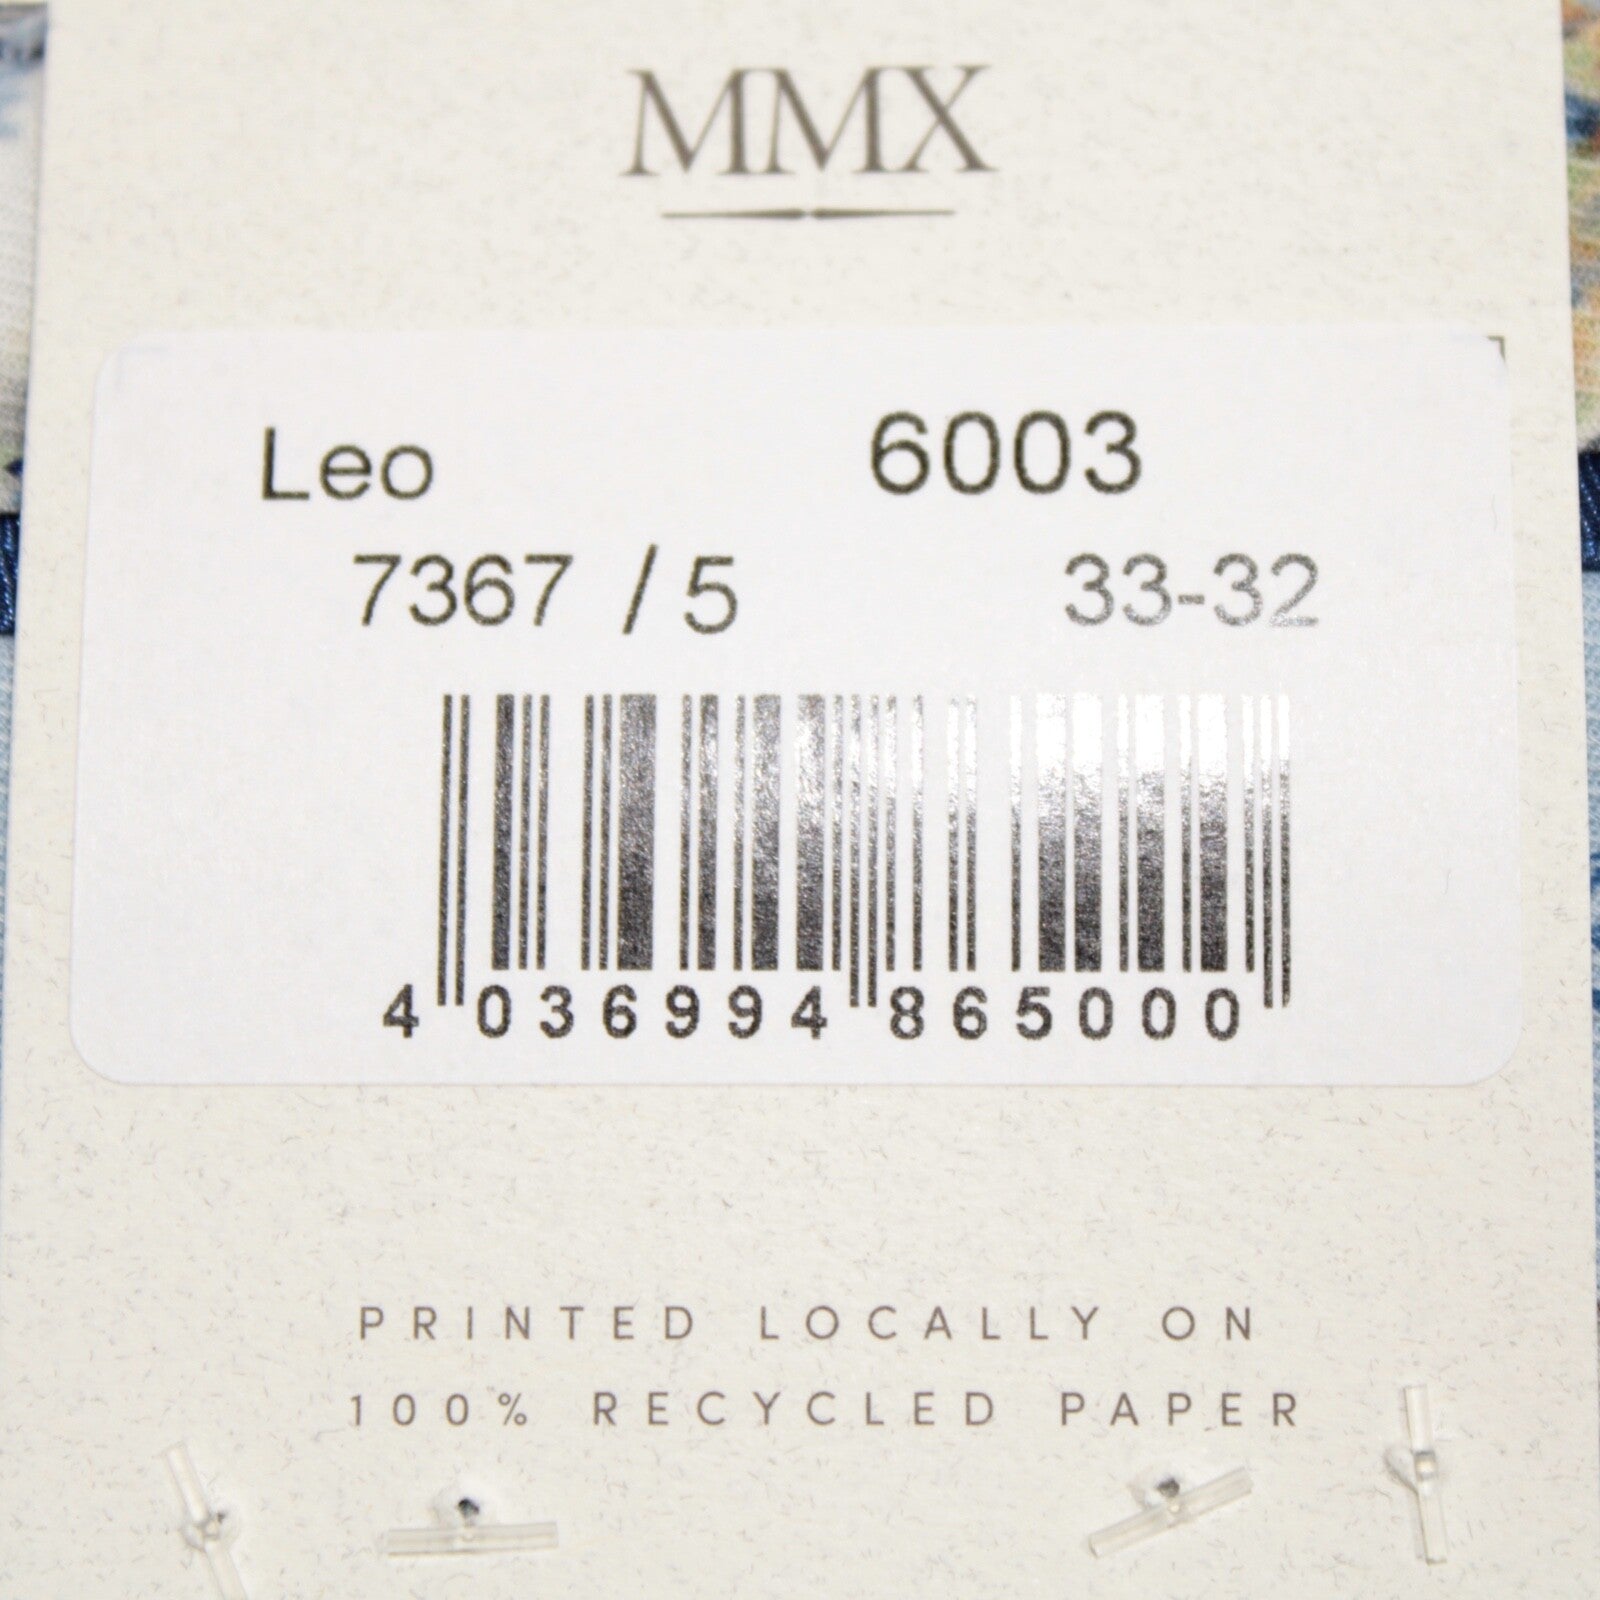 MMX
Leo 6003
7367 / 5 33-32
4 036994 865000
PRINTED LOCALLY ON
100% RECYCLED PAPER